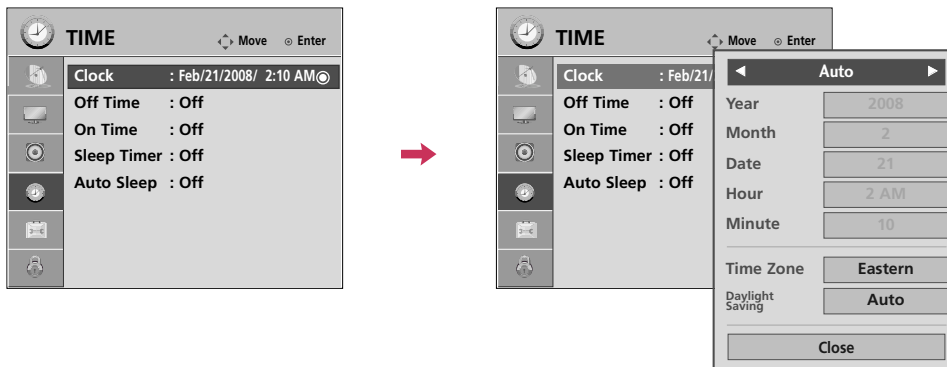 TIME
Move Enter
Clock : Feb/21/2008/ 2:10 AM
Off Time : Off
On Time : Off
Sleep Timer : Off
Auto Sleep : Off
TIME
Move Enter
Clock : Feb/21/
Off Time : Off
On Time : Off
Sleep Timer : Off
Auto Sleep : Off
Auto
Year 2008
Month 2
Date 21
Hour 2 AM
Minute 10
Time Zone Eastern
Daylight
Saving Auto
Close